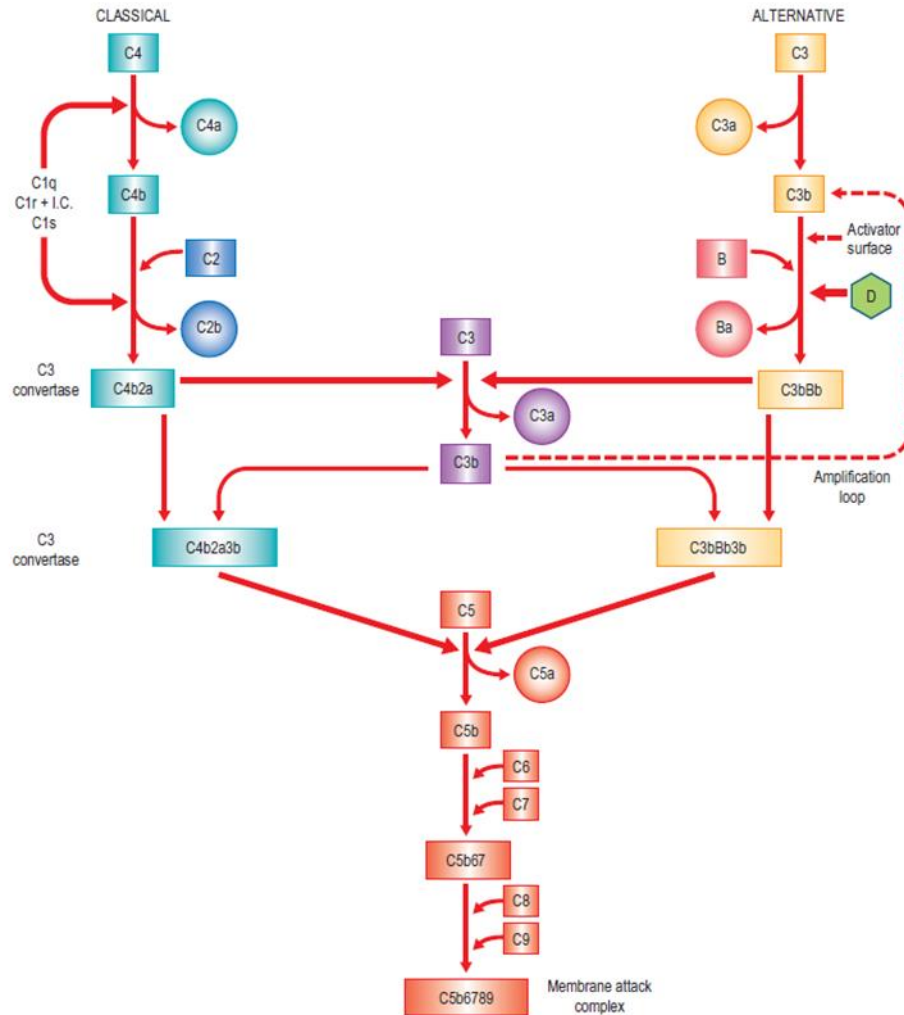 CLASSICAL
ALTERNATIVE
C4
C3
C4a
C3a
C1q
C1r + I.C.
C1s
C4b
C3b
Activator
surface
C2
B
D
C2b
Ba
C3
C3
convertase
C4b2a
C3bBb
C3a
C3b
Amplification
loop
C3
convertase
C4b2a3b
C3bBb3b
C5
C5a
C5b
C6
C7
C5b67
C8
C9
C5b6789
Membrane attack
complex